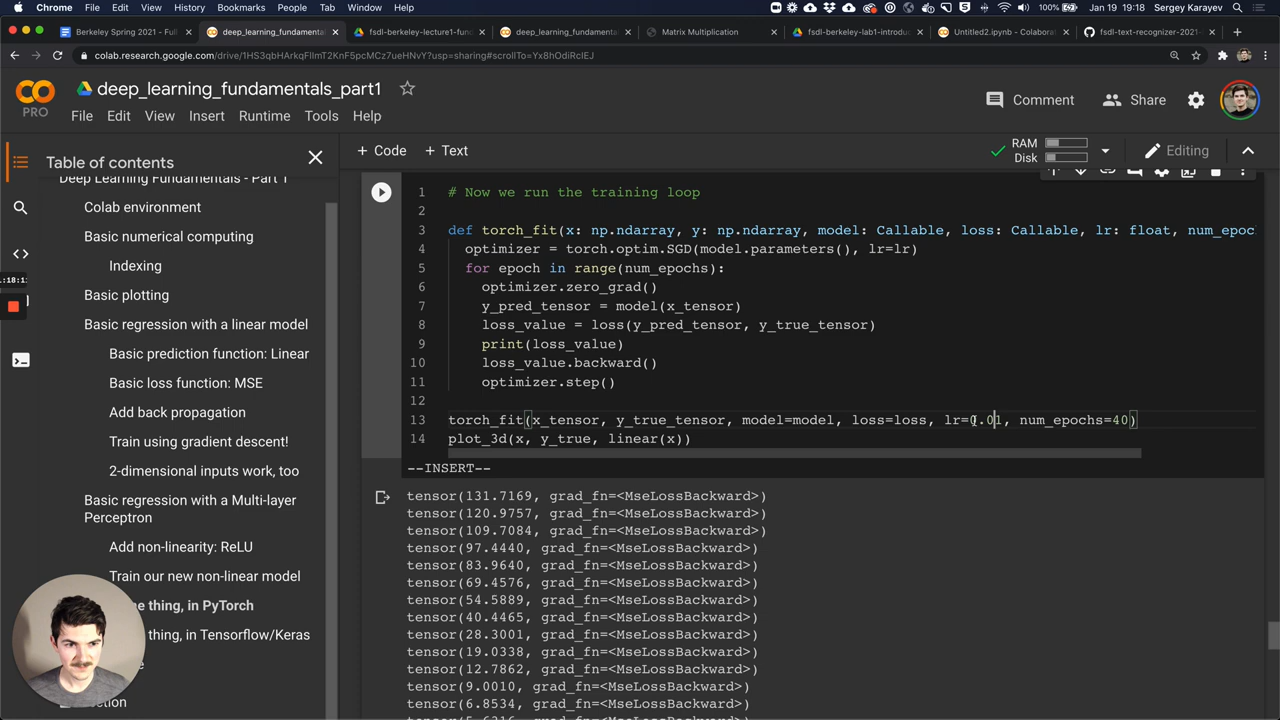 Chrome File Edit View History Bookmarks People Tab Window Help 100% Jan 19 19:18 Sergey Karayev
Berkeley Spring 2021 - Full × deep_learning_fundamenta × fsdl-berkeley-lecture1-fund × deep_learning_fundamenta × Matrix Multiplication × fsdl-berkeley-lab1-introduc × Untitled2.ipynb - Colabora × fsdl-text-recognizer-2021- × +
colab.research.google.com/drive/
deep_learning_fundamentals_part1
PRO
File Edit View Insert Runtime Tools Help
Comment Share
+ Code + Text
RAM
Disk
Editing
Table of contents
Deep Learning Fundamentals - Part 1
Colab environment
Basic numerical computing
Indexing
Basic plotting
Basic regression with a linear model
Basic prediction function: Linear
Basic loss function: MSE
Add back propagation
Train using gradient descent!
2-dimensional inputs work, too
Basic regression with a Multi-layer
Perceptron
Add non-linearity: ReLU
Train our new non-linear model
thing, in PyTorch
thing, in Tensorflow/Keras
:18:1
1 # Now we run the training loop
2
3 def torch_fit(x: np.ndarray, y: np.ndarray, model: Callable, loss: Callable, lr: float, num_epoc
4 optimizer = torch.optim.SGD(model.parameters(), lr=lr)
5 for epoch in range(num_epochs):
6 optimizer.zero_grad()
7 y_pred_tensor = model(x_tensor)
8 loss_value = loss(y_pred_tensor, y_true_tensor)
9 print(loss_value)
10 loss_value.backward()
11 optimizer.step()
12
13 torch_fit(x_tensor, y_true_tensor, model=model, loss=loss, lr=0.01, num_epochs=40)
14 plot_3d(x, y_true, linear(x))
--INSERT--
tensor(131.7169, grad_fn=<MseLossBackward>)
tensor(120.9757, grad_fn=<MseLossBackward>)
tensor(109.7084, grad_fn=<MseLossBackward>)
tensor(97.4440, grad_fn=<MseLossBackward>)
tensor(83.9640, grad_fn=<MseLossBackward>)
tensor(69.4576, grad_fn=<MseLossBackward>)
tensor(54.5889, grad_fn=<MseLossBackward>)
tensor(40.4465, grad_fn=<MseLossBackward>)
tensor(28.3001, grad_fn=<MseLossBackward>)
tensor(19.0338, grad_fn=<MseLossBackward>)
tensor(12.7862, grad_fn=<MseLossBackward>)
tensor(9.0010, grad_fn=<MseLossBackward>)
tensor(6.8534, grad_fn=<MseLossBackward>)